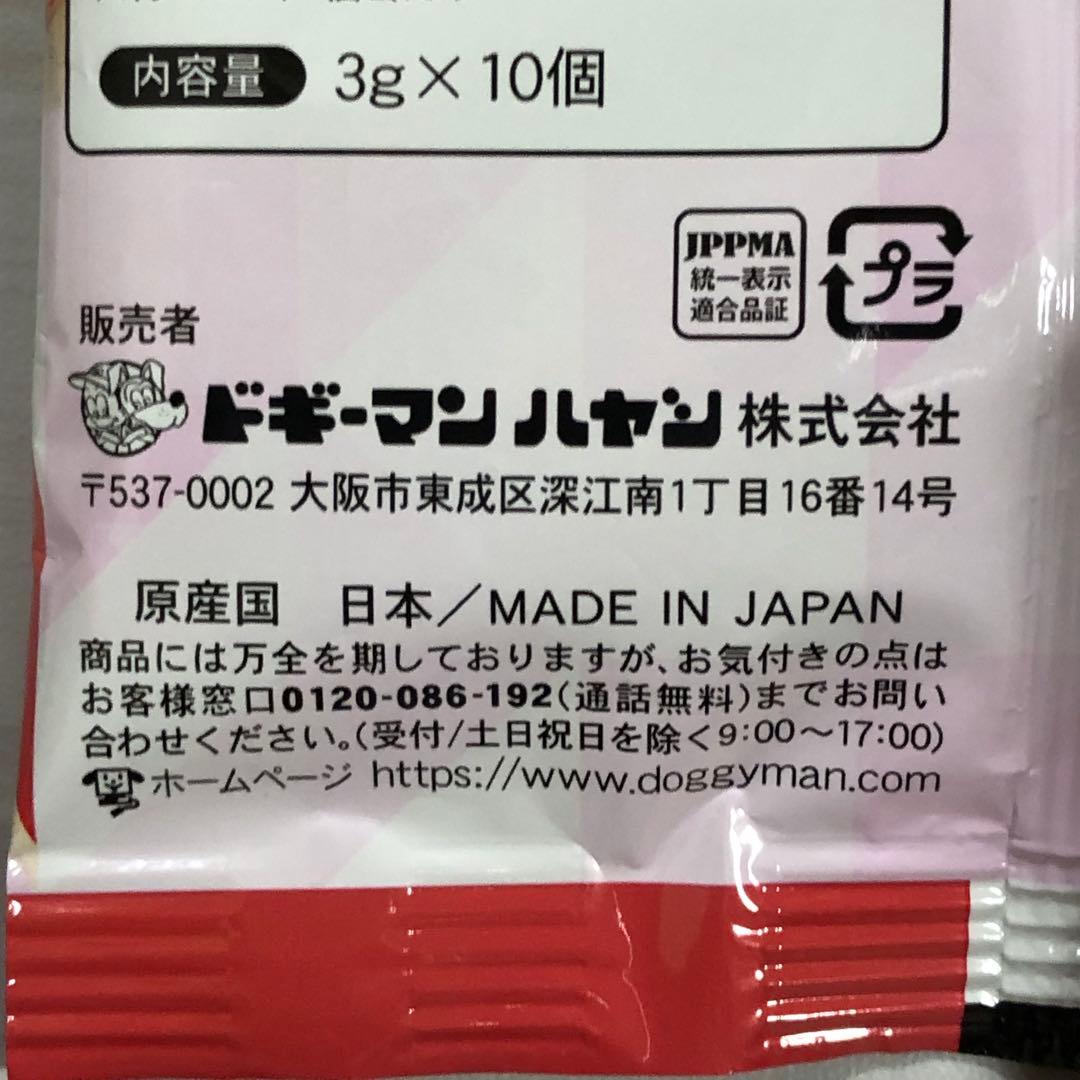 内容量 3g×10個
JPPMA
統一表示
適合品証
プラ
販売者
ドギーマンハヤシ 株式会社
〒537-0002 大阪市東成区深江南1丁目16番14号
原産国 日本/MADE IN JAPAN
商品には万全を期しておりますが、お気付きの点は
お客様窓口0120-086-192(通話無料)までお問い
合わせください。(受付/土日祝日を除く9:00〜17:00)
ホームページ https://www.doggyman.com